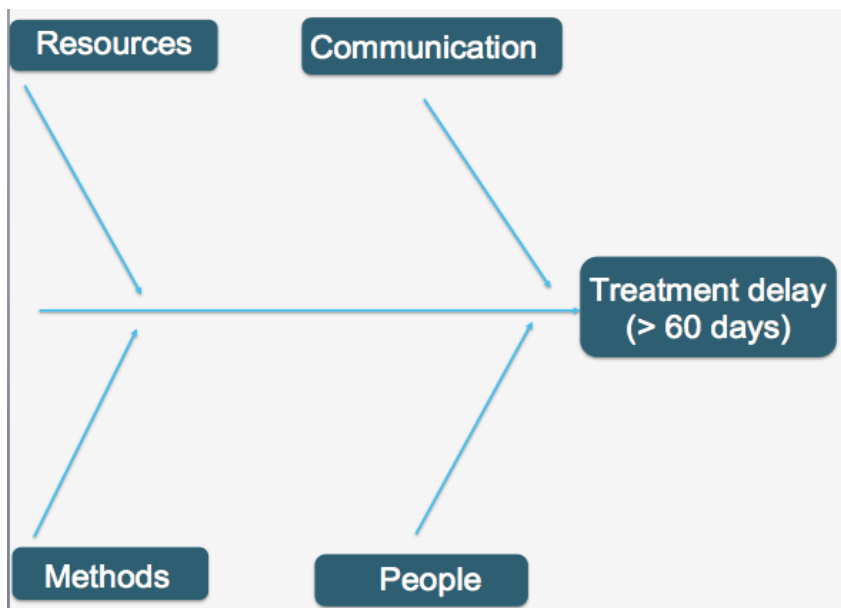 Resources
Communication
Treatment delay
(> 60 days)
Methods
People